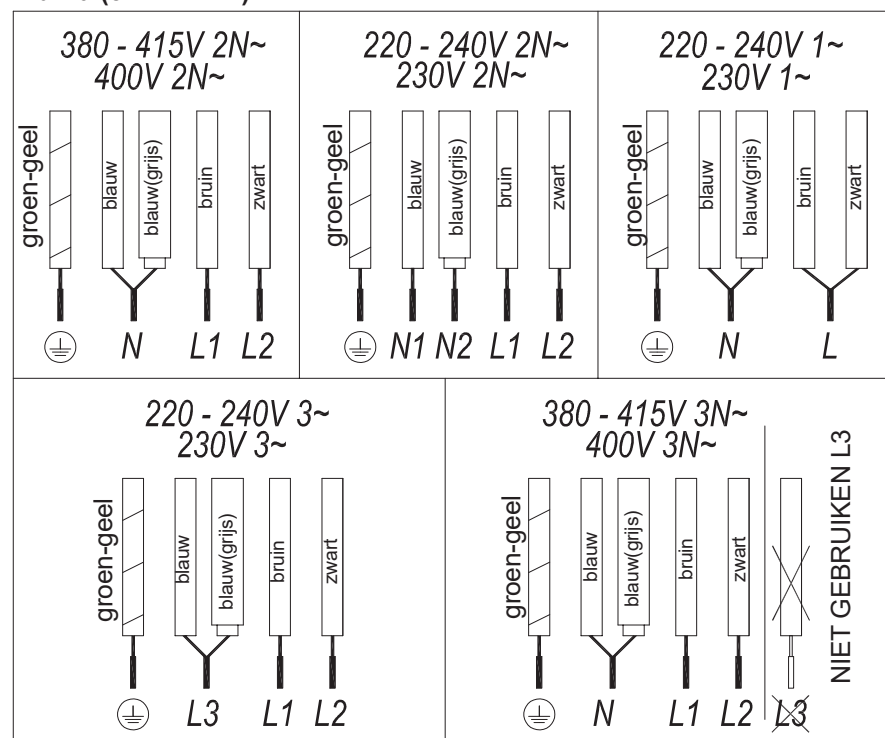 380 - 415V 2N~
400V 2N~
groen-geel
blauw
blauw(grijs)
bruin
zwart
N
L1
L2
220 - 240V 2N~
230V 2N~
groen-geel
blauw
blauw(grijs)
bruin
zwart
N1
N2
L1
L2
220 - 240V 1~
230V 1~
groen-geel
blauw
blauw(grijs)
bruin
zwart
N
L
220 - 240V 3~
230V 3~
groen-geel
blauw
blauw(grijs)
bruin
zwart
L3
L1
L2
380 - 415V 3N~
400V 3N~
groen-geel
blauw
blauw(grijs)
bruin
zwart
NIET GEBRUIKEN L3
N
L1
L2
L3